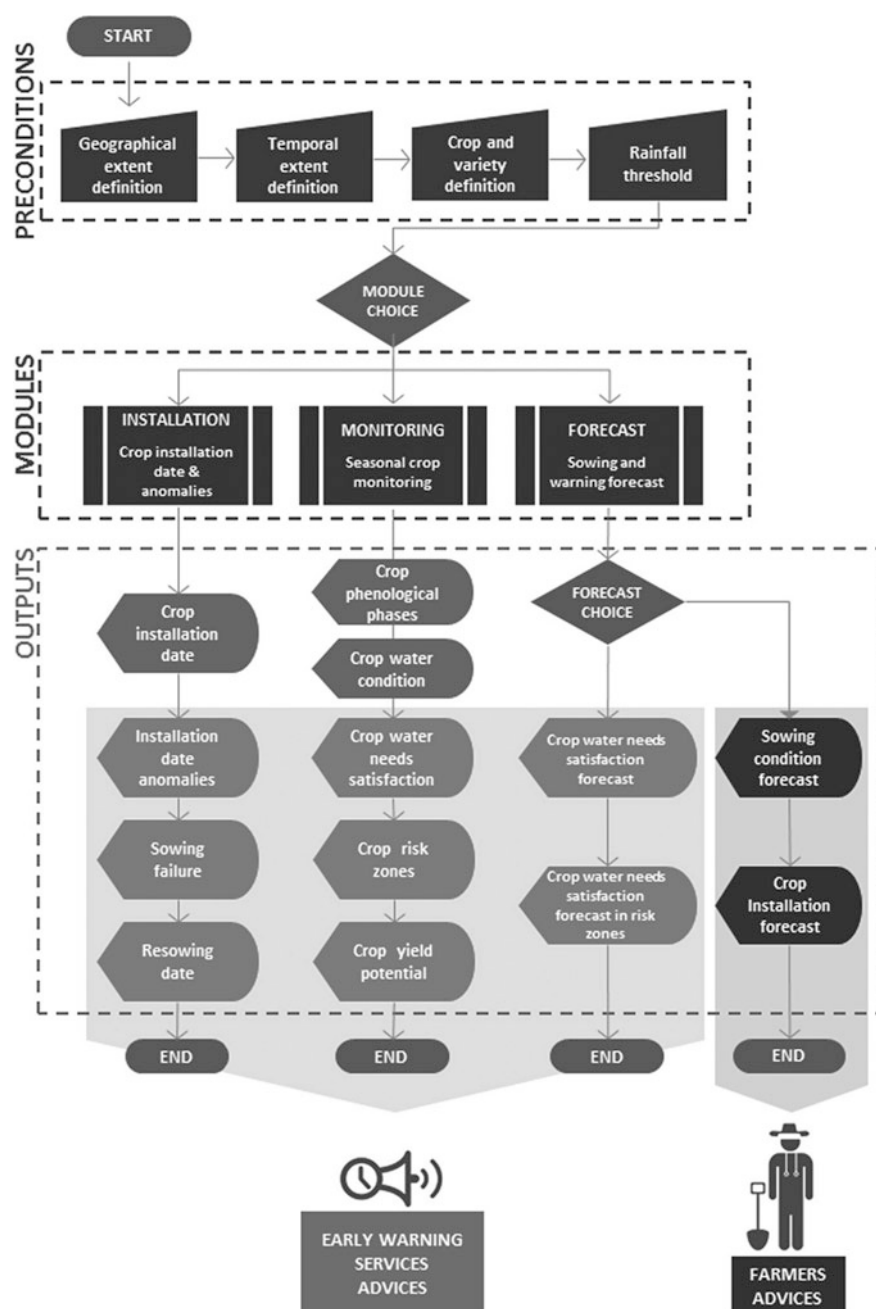 START
PRECONDITIONS
Geographical
extent
definition
Temporal
extent
definition
Crop and
variety
definition
Rainfall
threshold
MODULE
CHOICE
MODULES
INSTALLATION
Crop installation
date &
anomalies
MONITORING
Seasonal crop
monitoring
FORECAST
Sowing and
warning forecast
OUTPUTS
Crop
installation
date
Installation
date
anomalies
Sowing
failure
Resowing
date
END
Crop
phenological
phases
Crop water
condition
Crop water
needs
satisfaction
Crop risk
zones
Crop yield
potential
END
FORECAST
CHOICE
Crop water needs
satisfaction
forecast
Crop water needs
satisfaction
forecast in risk
zones
END
Sowing
condition
forecast
Crop
Installation
forecast
END
EARLY WARNING
SERVICES
ADVICES
FARMERS
ADVICES